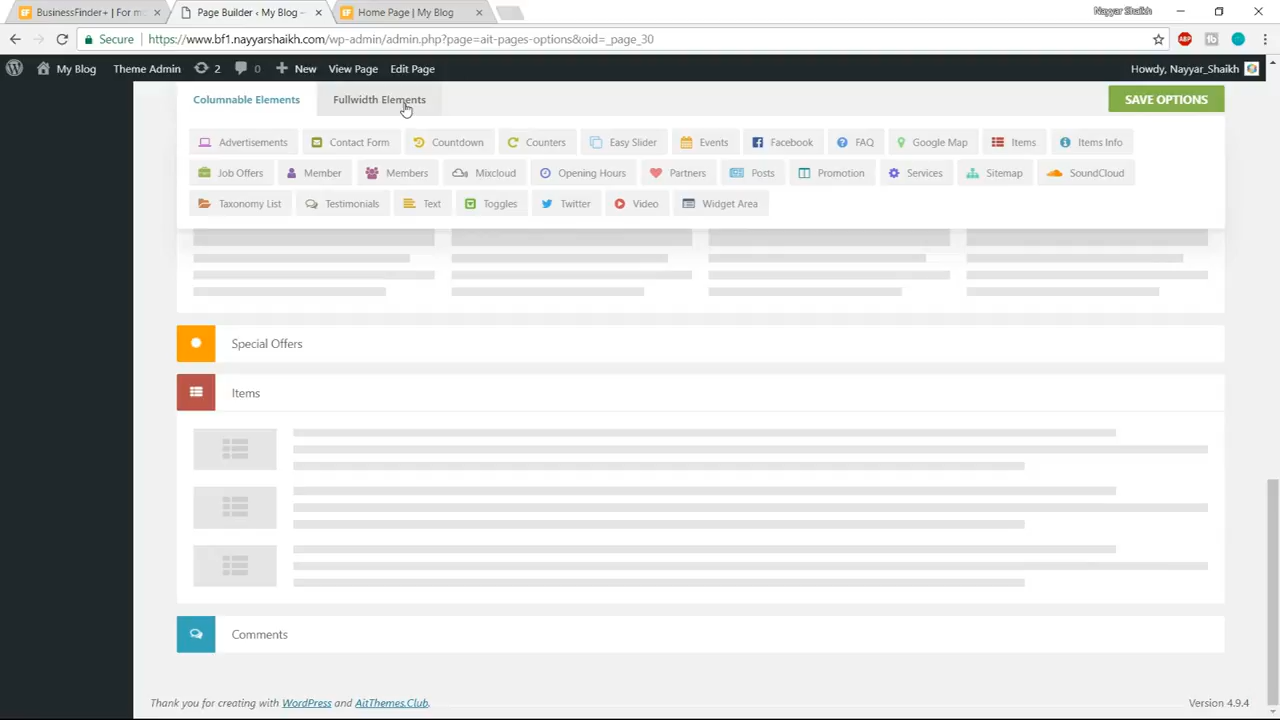 BusinessFinder+ | For m
Page Builder ‹ My Blog –
Home Page | My Blog
Nayyar Shaikh
Secure
https://www.bf1.nayyarshaikh.com/wp-admin/admin.php?page=ait-pages-options&oid=_page_30
My Blog Theme Admin 2 0 New View Page Edit Page Howdy, Nayyar_Shaikh
Columnable Elements Fullwidth Elements SAVE OPTIONS
Advertisements Contact Form Countdown Counters Easy Slider Events Facebook FAQ Google Map Items Items Info
Job Offers Member Members Mixcloud Opening Hours Partners Posts Promotion Services Sitemap SoundCloud
Taxonomy List Testimonials Text Toggles Twitter Video Widget Area
Special Offers
Items
Comments
Thank you for creating with WordPress and AitThemes.Club. Version 4.9.4